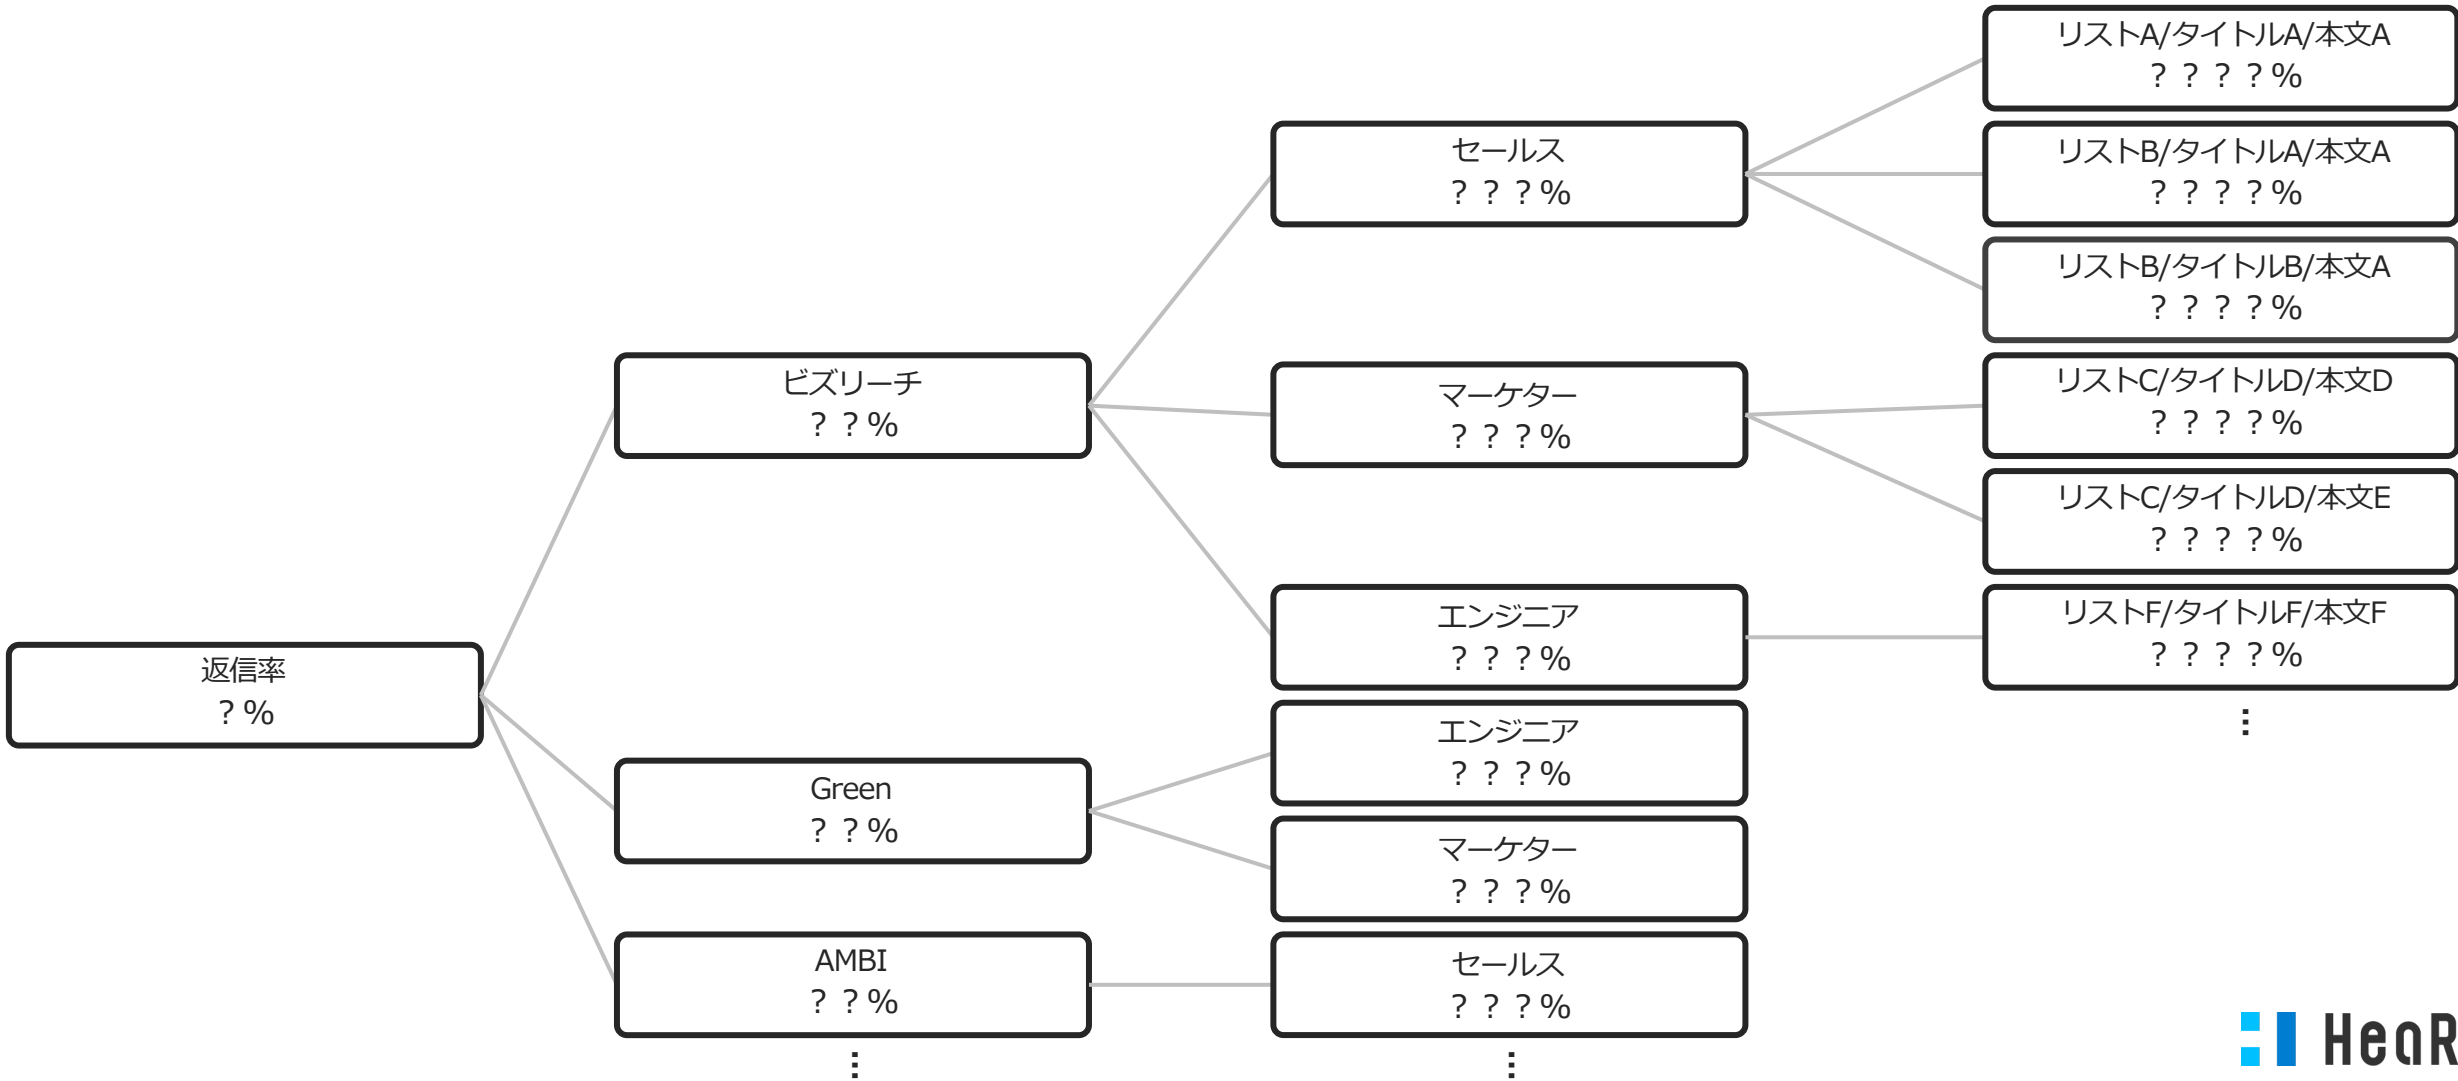 返信率
？%
ビズリーチ
？？%
Green
？？%
AMBI
？？%
⋮
セールス
？？？%
マーケター
？？？%
エンジニア
？？？%
エンジニア
？？？%
マーケター
？？？%
セールス
？？？%
⋮
リストA/タイトルA/本文A
？？？？%
リストB/タイトルA/本文A
？？？？%
リストB/タイトルB/本文A
？？？？%
リストC/タイトルD/本文D
？？？？%
リストC/タイトルD/本文E
？？？？%
リストF/タイトルF/本文F
？？？？%
⋮
HeaR